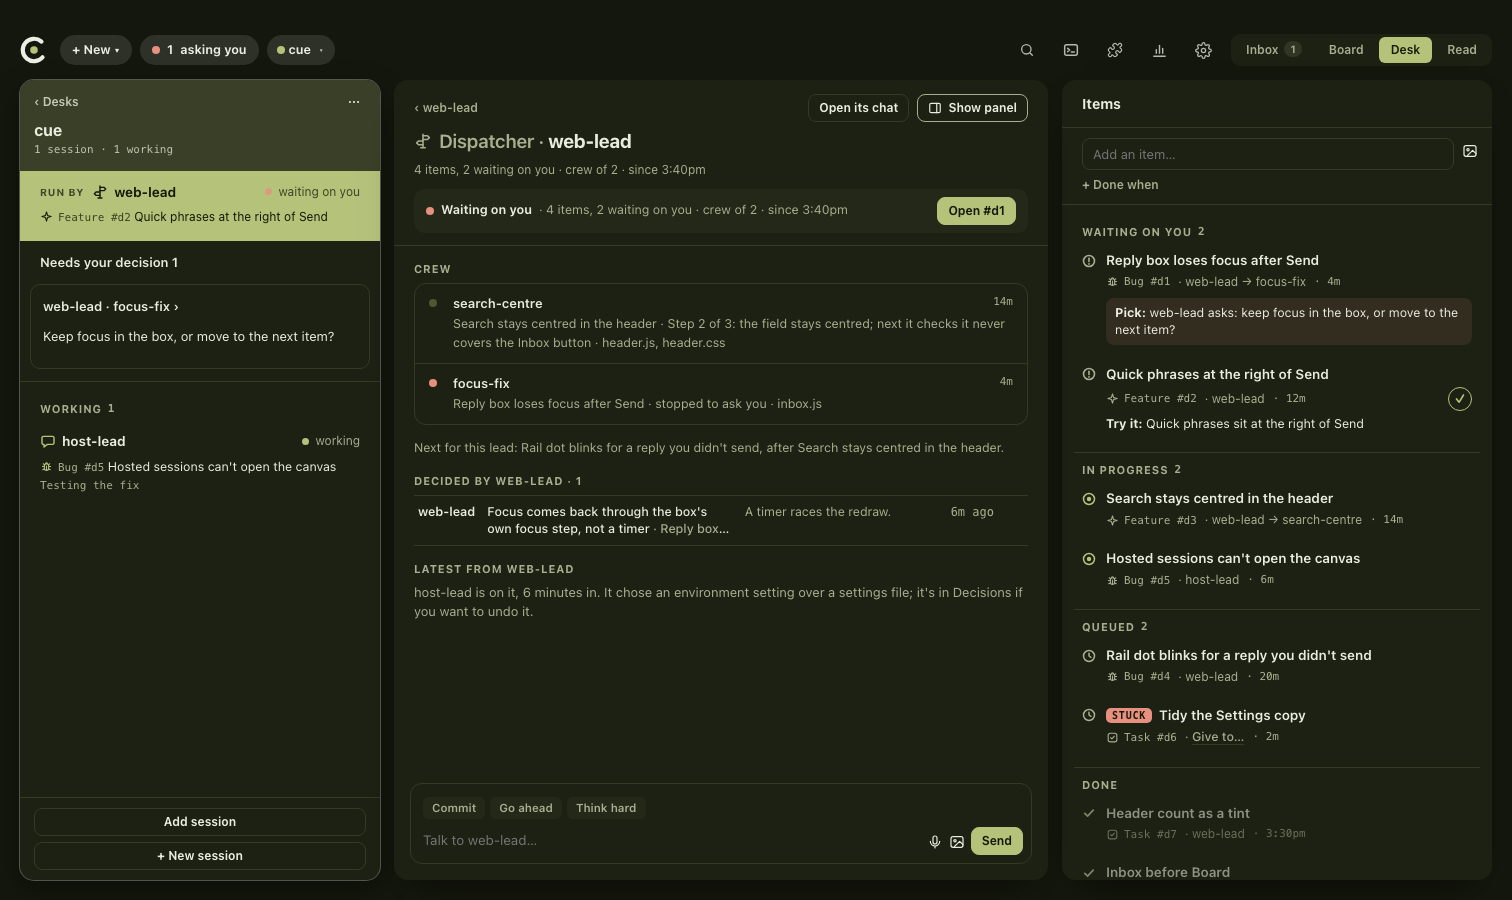 + New ▾
1 asking you
cue
Inbox 1
Board
Desk
Read
‹ Desks
...
cue
1 session · 1 working
RUN BY web-lead
waiting on you
Feature #d2 Quick phrases at the right of Send
Needs your decision 1
web-lead · focus-fix ›
Keep focus in the box, or move to the next item?
WORKING 1
host-lead
working
Bug #d5 Hosted sessions can't open the canvas
Testing the fix
Add session
+ New session
‹ web-lead
Open its chat
Show panel
Dispatcher · web-lead
4 items, 2 waiting on you · crew of 2 · since 3:40pm
Waiting on you · 4 items, 2 waiting on you · crew of 2 · since 3:40pm
Open #d1
CREW
search-centre
14m
Search stays centred in the header · Step 2 of 3: the field stays centred; next it checks it never
covers the Inbox button · header.js, header.css
focus-fix
4m
Reply box loses focus after Send · stopped to ask you · inbox.js
Next for this lead: Rail dot blinks for a reply you didn't send, after Search stays centred in the header.
DECIDED BY WEB-LEAD · 1
web-lead
Focus comes back through the box's
own focus step, not a timer · Reply box…
A timer races the redraw.
6m ago
LATEST FROM WEB-LEAD
host-lead is on it, 6 minutes in. It chose an environment setting over a settings file; it's in Decisions if
you want to undo it.
Commit
Go ahead
Think hard
Talk to web-lead…
Send
Items
Add an item…
+ Done when
WAITING ON YOU 2
Reply box loses focus after Send
Bug #d1 · web-lead → focus-fix · 4m
Pick: web-lead asks: keep focus in the box, or move to the
next item?
Quick phrases at the right of Send
Feature #d2 · web-lead · 12m
Try it: Quick phrases sit at the right of Send
IN PROGRESS 2
Search stays centred in the header
Feature #d3 · web-lead → search-centre · 14m
Hosted sessions can't open the canvas
Bug #d5 · host-lead · 6m
QUEUED 2
Rail dot blinks for a reply you didn't send
Bug #d4 · web-lead · 20m
STUCK Tidy the Settings copy
Task #d6 · Give to… · 2m
DONE
Header count as a tint
Task #d7 · web-lead · 3:30pm
Inbox before Board